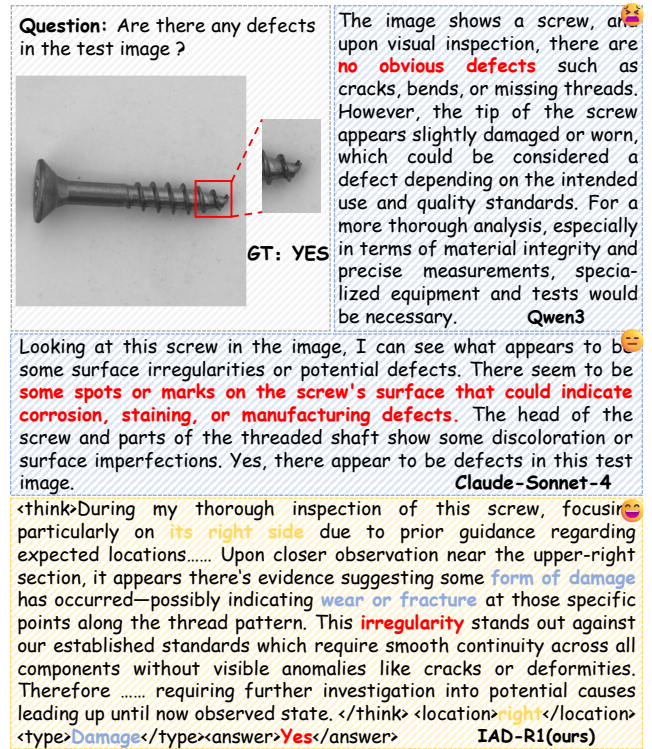 Question: Are there any defects
in the test image ?
GT: YES
The image shows a screw, and
upon visual inspection, there are
no obvious defects such as
cracks, bends, or missing threads.
However, the tip of the screw
appears slightly damaged or worn,
which could be considered a
defect depending on the intended
use and quality standards. For a
more thorough analysis, especially
in terms of material integrity and
precise measurements, specia-
lized equipment and tests would
be necessary. Qwen3
Looking at this screw in the image, I can see what appears to be
some surface irregularities or potential defects. There seem to be
some spots or marks on the screw's surface that could indicate
corrosion, staining, or manufacturing defects. The head of the
screw and parts of the threaded shaft show some discoloration or
surface imperfections. Yes, there appear to be defects in this test
image. Claude-Sonnet-4
<think>During my thorough inspection of this screw, focusing
particularly on its right side due to prior guidance regarding
expected locations…… Upon closer observation near the upper-right
section, it appears there's evidence suggesting some form of damage
has occurred—possibly indicating wear or fracture at those specific
points along the thread pattern. This irregularity stands out against
our established standards which require smooth continuity across all
components without visible anomalies like cracks or deformities.
Therefore …… requiring further investigation into potential causes
leading up until now observed state. </think> <location>right</location>
<type>Damage</type><answer>Yes</answer> IAD-R1(ours)